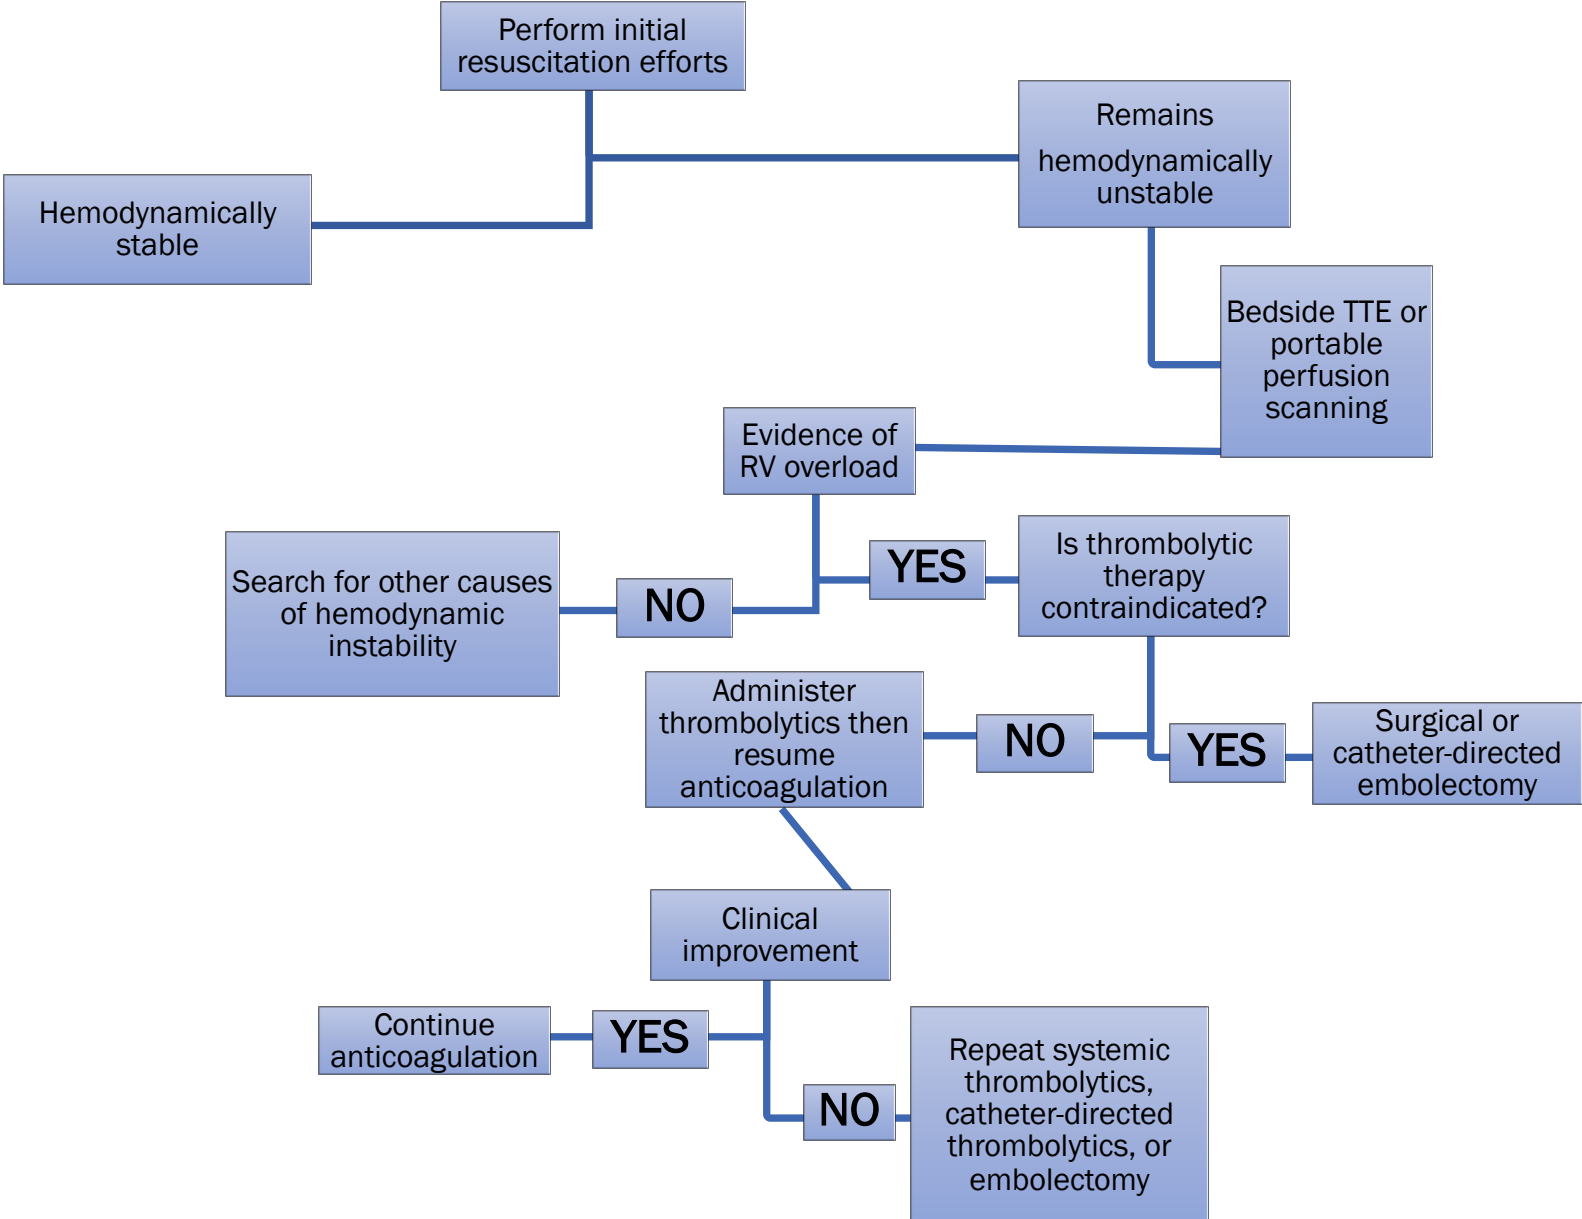 Perform initial
resuscitation efforts
Remains
hemodynamically
unstable
Hemodynamically
stable
Bedside TTE or
portable
perfusion
scanning
Evidence of
RV overload
YES
Is thrombolytic
therapy
contraindicated?
Search for other causes
of hemodynamic
instability
NO
Administer
thrombolytics then
resume
anticoagulation
NO
YES
Surgical or
catheter-directed
embolectomy
Clinical
improvement
Continue
anticoagulation
YES
NO
Repeat systemic
thrombolytics,
catheter-directed
thrombolytics, or
embolectomy